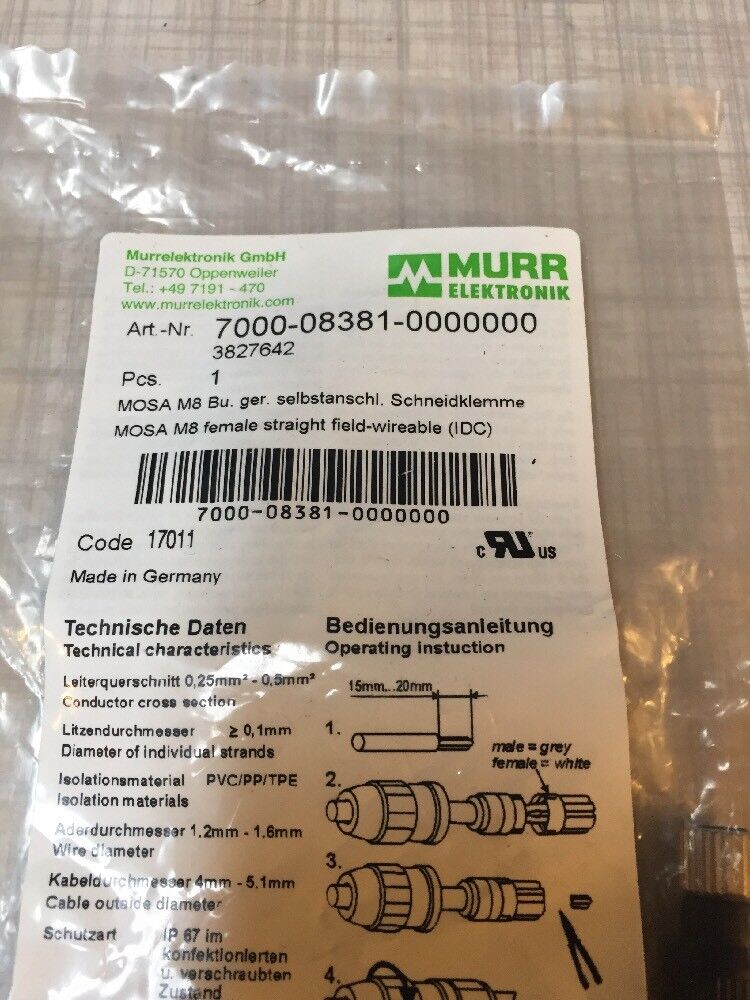 Murrelektronik GmbH
D-71570 Oppenweiler
Tel.: +49 7191 - 470
www.murrelektronik.com
MURR
ELEKTRONIK
Art.-Nr. 7000-08381-0000000
3827642
Pcs. 1
MOSA M8 Bu. ger. selbstanschl. Schneidklemme
MOSA M8 female straight field-wireable (IDC)
7000-08381-0000000
Code 17011
c RU US
Made in Germany
Technische Daten
Technical characteristics
Leiterquerschnitt 0,25mm² - 0,5mm²
Conductor cross section
Litzendurchmesser ≥ 0,1mm
Diameter of individual strands
Isolationsmaterial PVC/PP/TPE
Isolation materials
Aderdurchmesser 1,2mm - 1,6mm
Wire diameter
Kabeldurchmesser 4mm - 5.1mm
Cable outside diameter
Schutzart IP 67 im
konfektionierten
u. verschraubten
Zustand
Bedienungsanleitung
Operating instuction
15mm...20mm
1.
male = grey
female = white
2.
3.
4.